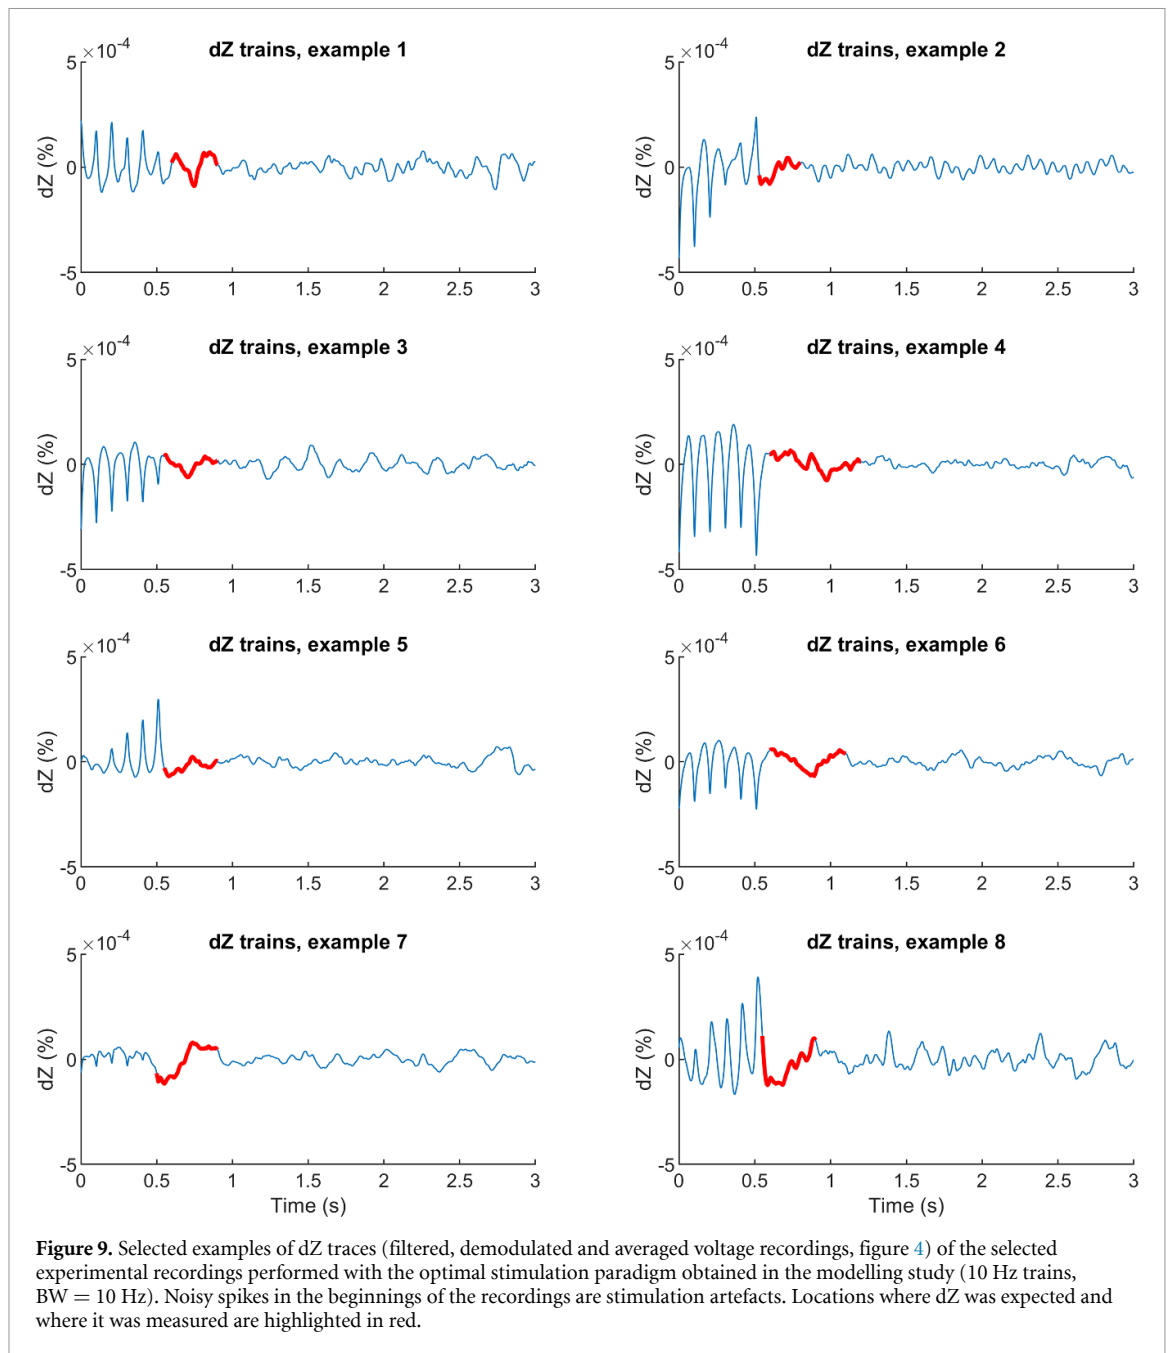 dZ trains, example 1
×10-4
5
0
-5
dZ (%)
0 0.5 1 1.5 2 2.5 3
dZ trains, example 2
×10-4
5
0
-5
dZ (%)
0 0.5 1 1.5 2 2.5 3
dZ trains, example 3
×10-4
5
0
-5
dZ (%)
0 0.5 1 1.5 2 2.5 3
dZ trains, example 4
×10-4
5
0
-5
dZ (%)
0 0.5 1 1.5 2 2.5 3
dZ trains, example 5
×10-4
5
0
-5
dZ (%)
0 0.5 1 1.5 2 2.5 3
dZ trains, example 6
×10-4
5
0
-5
dZ (%)
0 0.5 1 1.5 2 2.5 3
dZ trains, example 7
×10-4
5
0
-5
dZ (%)
0 0.5 1 1.5 2 2.5 3
Time (s)
dZ trains, example 8
×10-4
5
0
-5
dZ (%)
0 0.5 1 1.5 2 2.5 3
Time (s)
Figure 9. Selected examples of dZ traces (filtered, demodulated and averaged voltage recordings, figure 4) of the selected
experimental recordings performed with the optimal stimulation paradigm obtained in the modelling study (10 Hz trains,
BW = 10 Hz). Noisy spikes in the beginnings of the recordings are stimulation artefacts. Locations where dZ was expected and
where it was measured are highlighted in red.